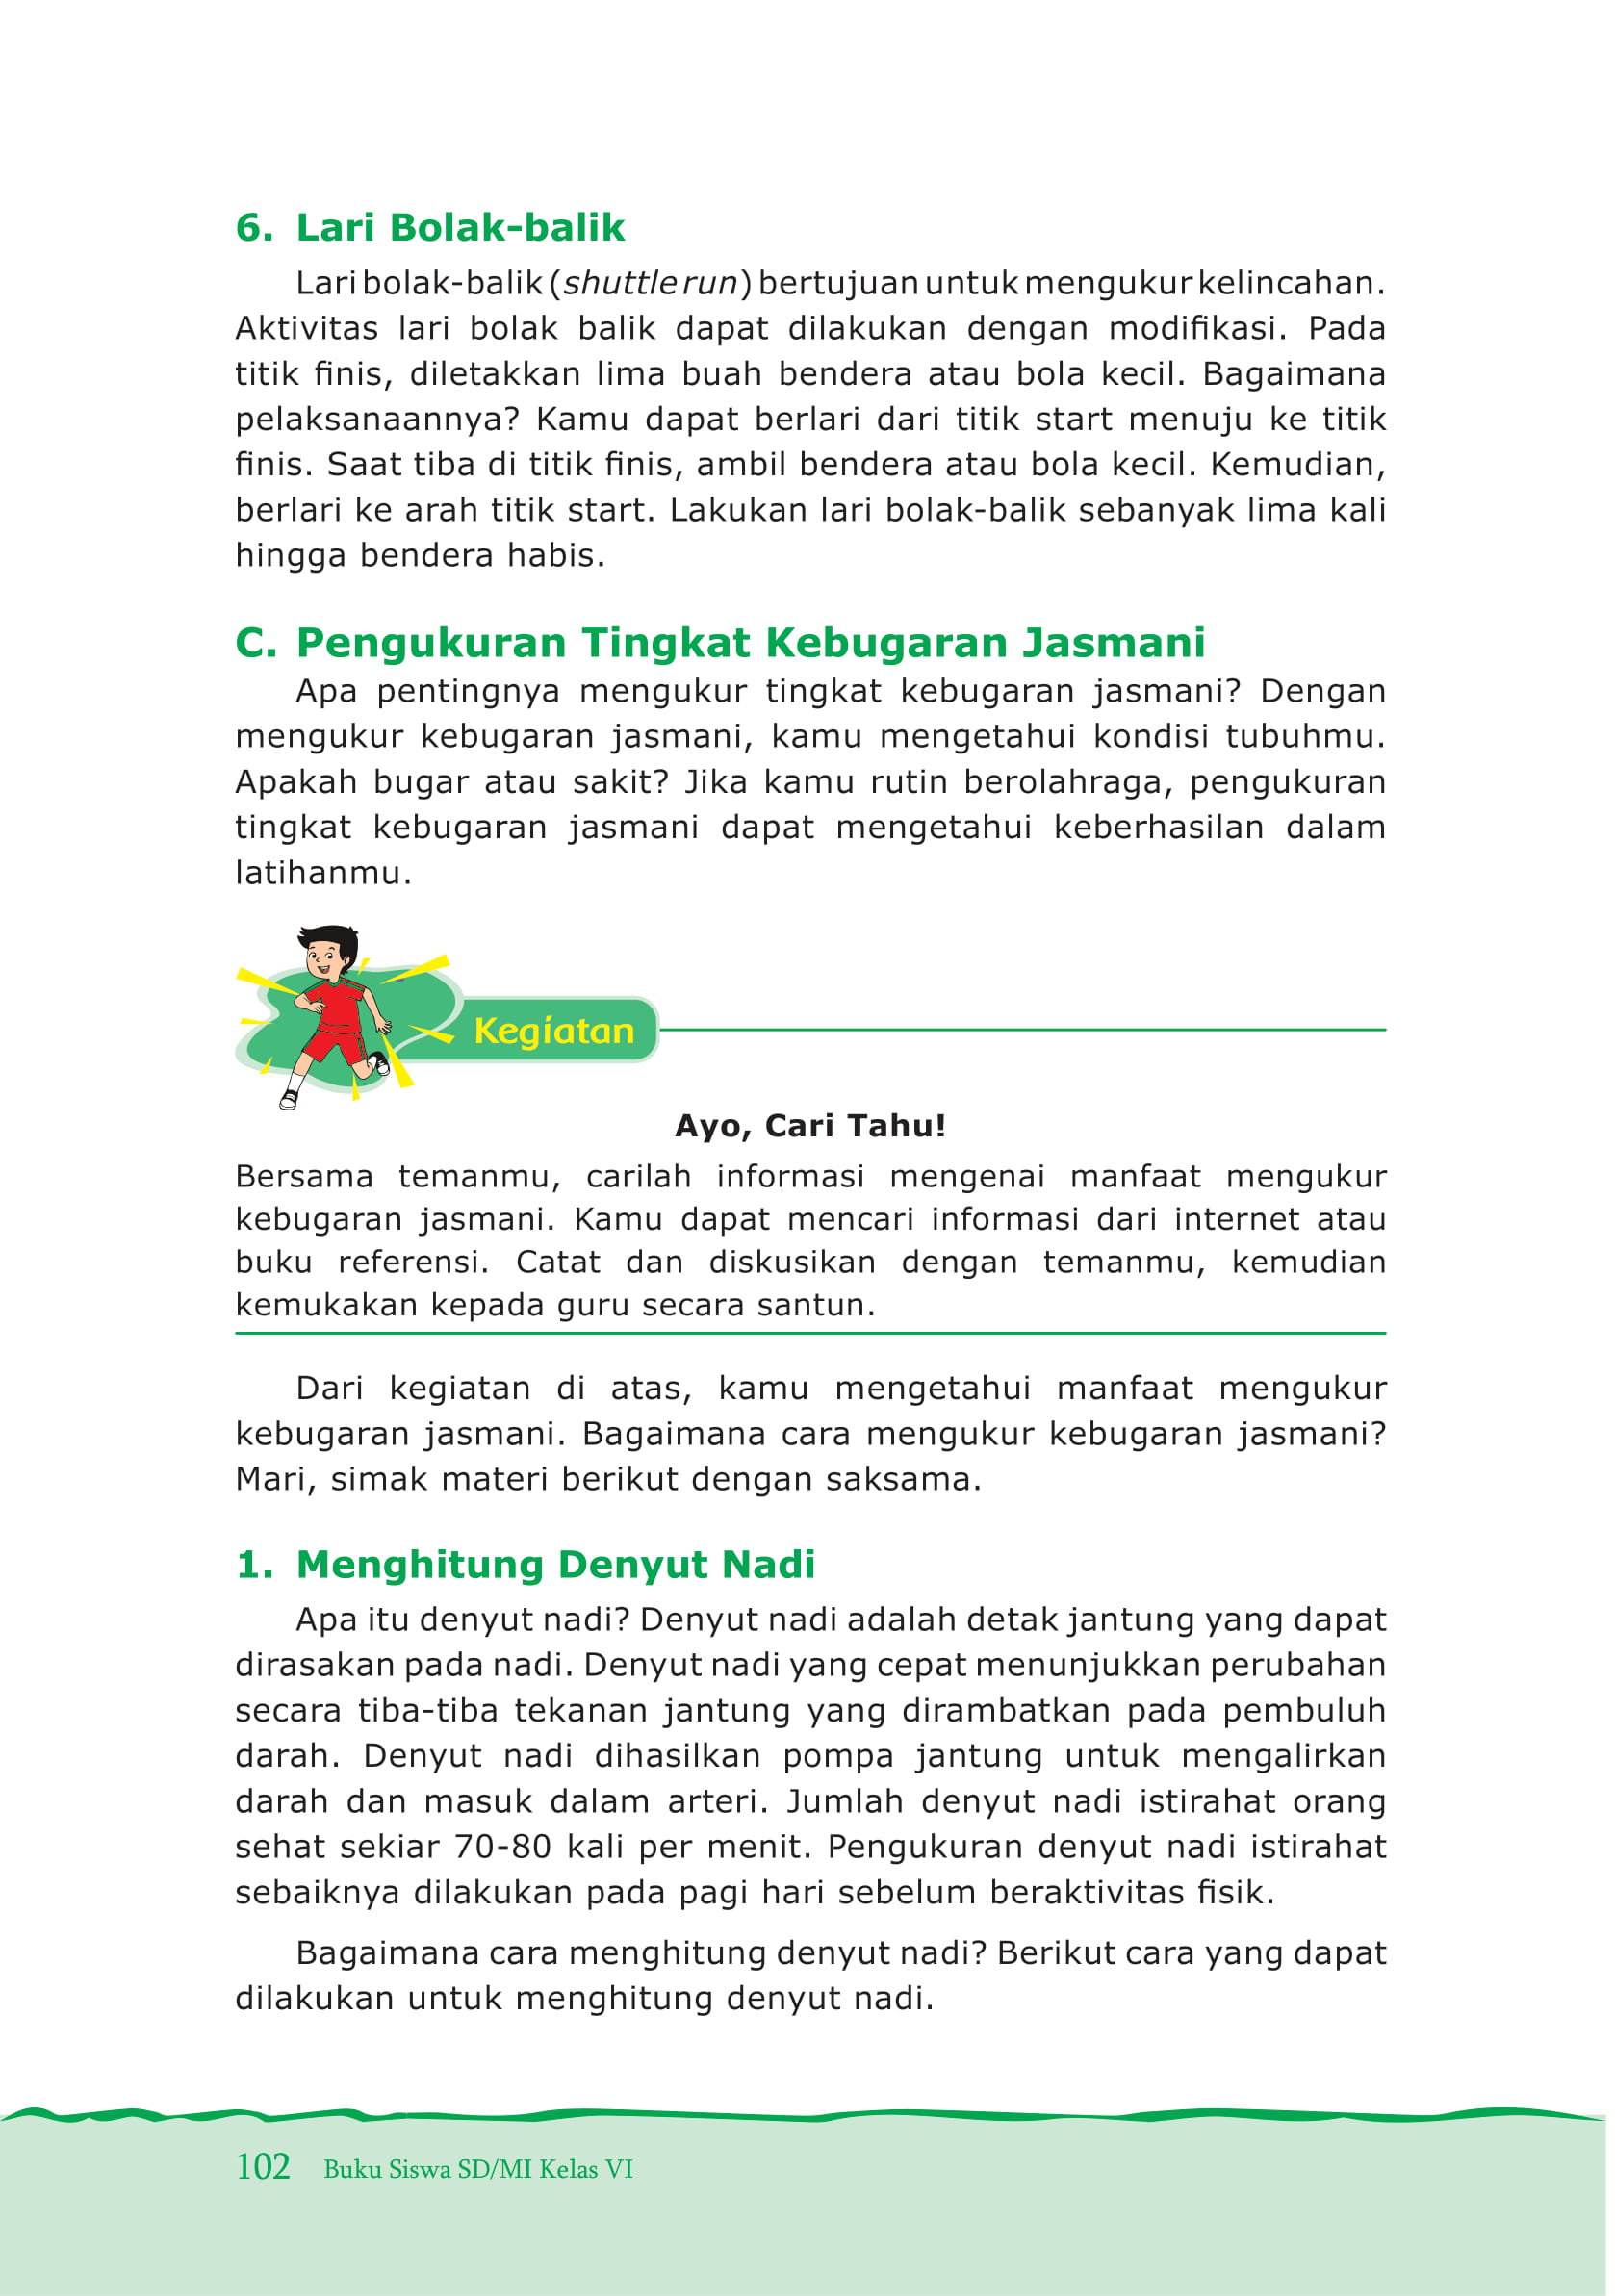 6. Lari Bolak-balik
Lari bolak-balik (shuttle run) bertujuan untuk mengukur kelincahan.
Aktivitas lari bolak balik dapat dilakukan dengan modifikasi. Pada
titik finis, diletakkan lima buah bendera atau bola kecil. Bagaimana
pelaksanaannya? Kamu dapat berlari dari titik start menuju ke titik
finis. Saat tiba di titik finis, ambil bendera atau bola kecil. Kemudian,
berlari ke arah titik start. Lakukan lari bolak-balik sebanyak lima kali
hingga bendera habis.
C. Pengukuran Tingkat Kebugaran Jasmani
Apa pentingnya mengukur tingkat kebugaran jasmani? Dengan
mengukur kebugaran jasmani, kamu mengetahui kondisi tubuhmu.
Apakah bugar atau sakit? Jika kamu rutin berolahraga, pengukuran
tingkat kebugaran jasmani dapat mengetahui keberhasilan dalam
latihanmu.
Kegiatan
Ayo, Cari Tahu!
Bersama temanmu, carilah informasi mengenai manfaat mengukur
kebugaran jasmani. Kamu dapat mencari informasi dari internet atau
buku referensi. Catat dan diskusikan dengan temanmu, kemudian
kemukakan kepada guru secara santun.
Dari kegiatan di atas, kamu mengetahui manfaat mengukur
kebugaran jasmani. Bagaimana cara mengukur kebugaran jasmani?
Mari, simak materi berikut dengan saksama.
1. Menghitung Denyut Nadi
Apa itu denyut nadi? Denyut nadi adalah detak jantung yang dapat
dirasakan pada nadi. Denyut nadi yang cepat menunjukkan perubahan
secara tiba-tiba tekanan jantung yang dirambatkan pada pembuluh
darah. Denyut nadi dihasilkan pompa jantung untuk mengalirkan
darah dan masuk dalam arteri. Jumlah denyut nadi istirahat orang
sehat sekiar 70-80 kali per menit. Pengukuran denyut nadi istirahat
sebaiknya dilakukan pada pagi hari sebelum beraktivitas fisik.
Bagaimana cara menghitung denyut nadi? Berikut cara yang dapat
dilakukan untuk menghitung denyut nadi.
102 Buku Siswa SD/MI Kelas VI